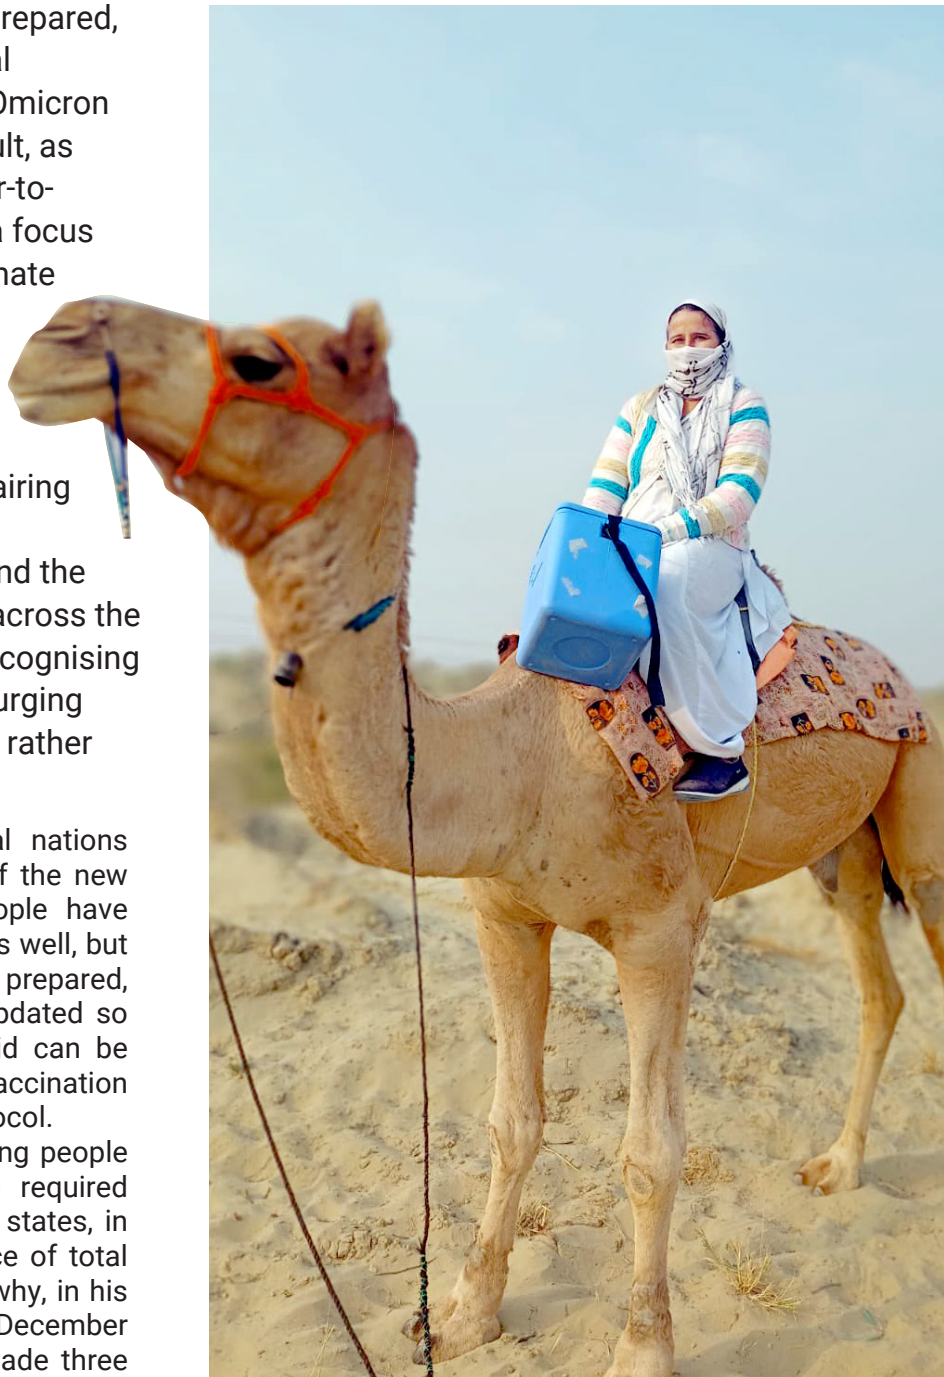 repared,
al
Omicron
ult, as
r-to-
a focus
nate
airing
nd the
across the
cognising
urging
rather
al nations
f the new
ople have
s well, but
prepared,
pdated so
id can be
accination
ocol.
ng people
required
states, in
ce of total
why, in his
December
ade three